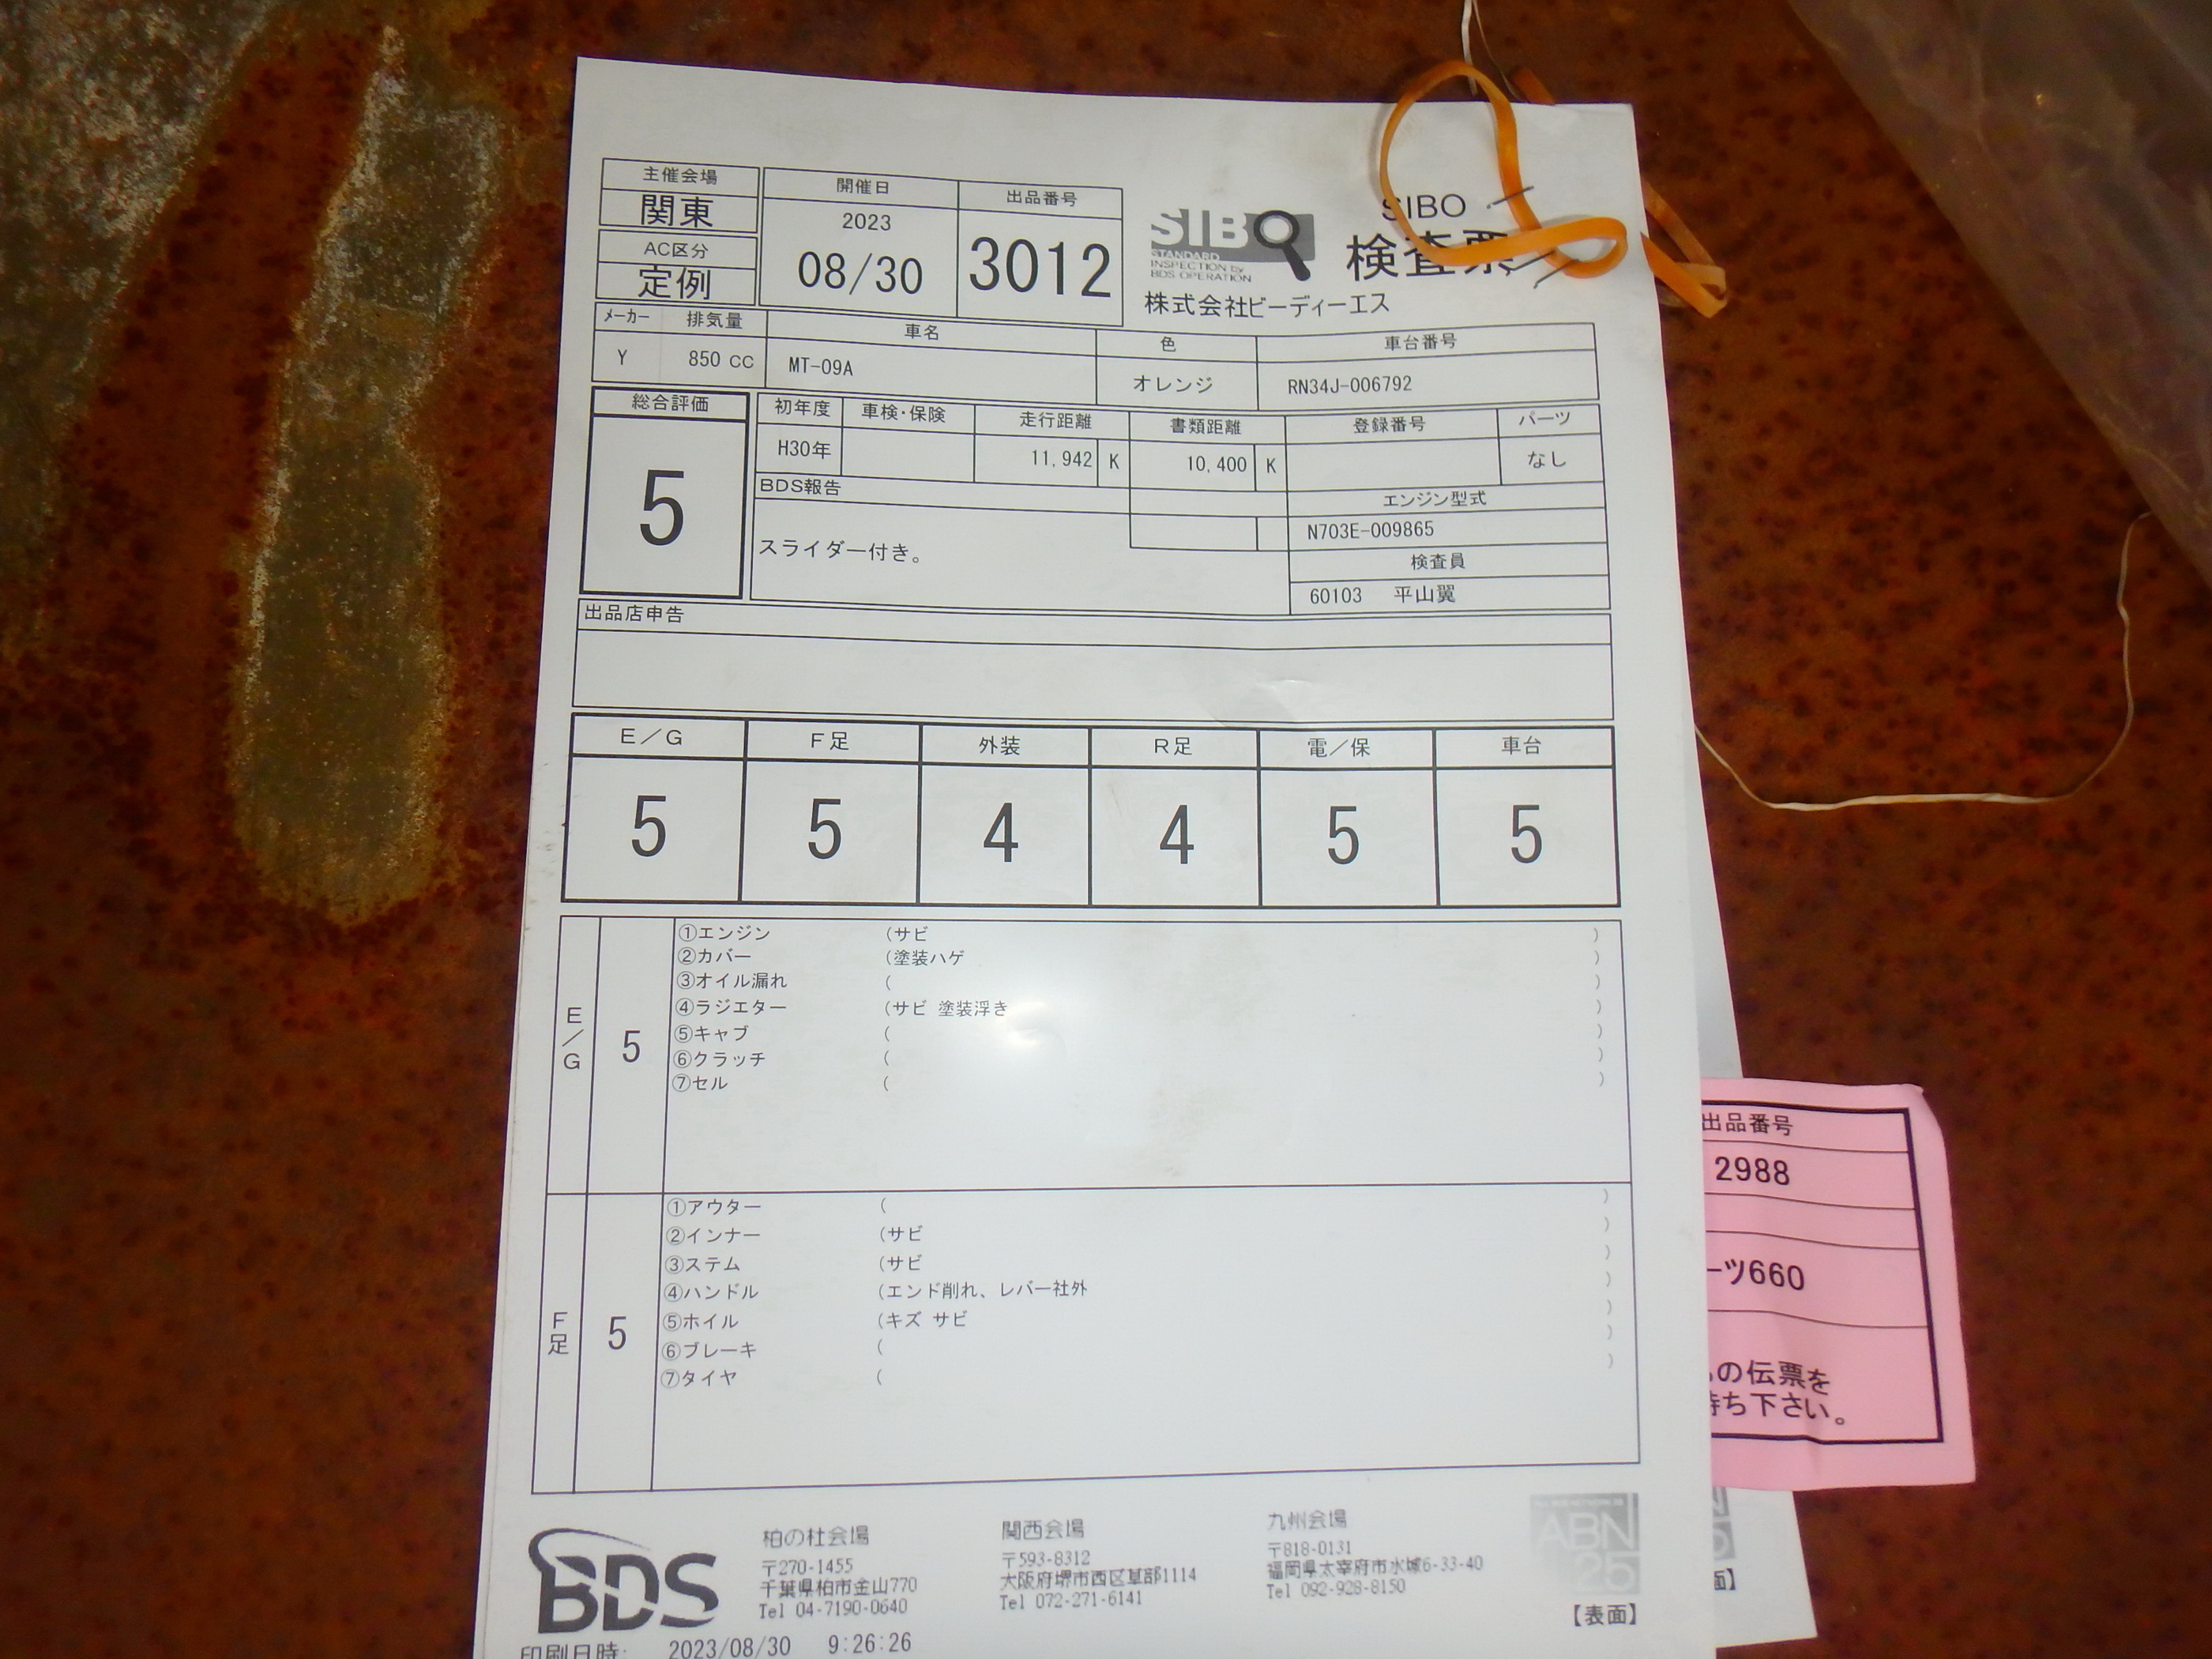 主催会場
関東
AC区分
定例
開催日
2023
08/30
出品番号
3012
SIBO
STANDARD
INSPECTION by
BDS OPERATION
SIBO
検査票
株式会社ビーディーエス
メーカー 排気量 車名 色 車台番号
Y 850 CC MT-09A オレンジ RN34J-006792
総合評価
5
初年度 車検・保険 走行距離 書類距離 登録番号 パーツ
H30年 11,942 K 10,400 K なし
BDS報告
スライダー付き。
エンジン型式
N703E-009865
検査員
60103 平山翼
出品店申告
E/G F足 外装 R足 電/保 車台
5 5 4 4 5 5
E/G
5
①エンジン (サビ )
②カバー (塗装ハゲ )
③オイル漏れ ( )
④ラジエター (サビ 塗装浮き )
⑤キャブ ( )
⑥クラッチ ( )
⑦セル ( )
F足
5
①アウター ( )
②インナー (サビ )
③ステム (サビ )
④ハンドル (エンド削れ、レバー社外 )
⑤ホイル (キズ サビ )
⑥ブレーキ ( )
⑦タイヤ ( )
BDS
柏の杜会場
〒270-1455
千葉県柏市金山770
Tel 04-7190-0640
関西会場
〒593-8312
大阪府堺市西区草部1114
Tel 072-271-6141
九州会場
〒818-0131
福岡県太宰府市水城6-33-40
Tel 092-928-8150
ABN
25
【表面】
印刷日時: 2023/08/30 9:26:26
出品番号
2988
ーツ660
の伝票を
待ち下さい。
面】